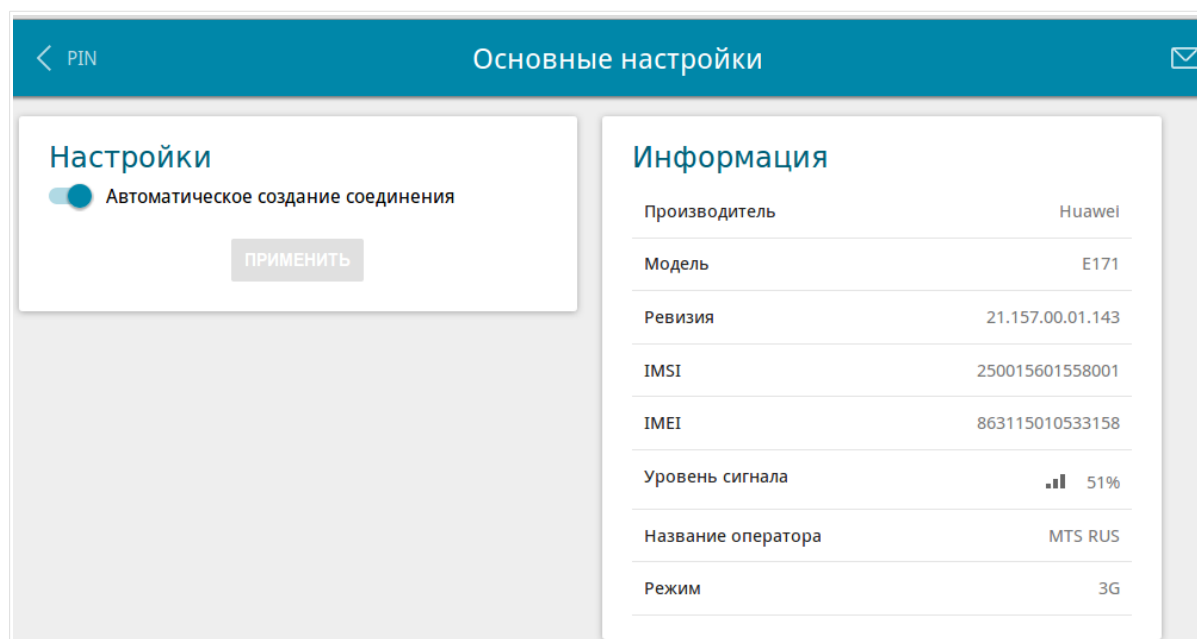 PIN
Основные настройки
Настройки
Автоматическое создание соединения
ПРИМЕНИТЬ
Информация
Производитель Huawei
Модель E171
Ревизия 21.157.00.01.143
IMSI 250015601558001
IMEI 863115010533158
Уровень сигнала 51%
Название оператора MTS RUS
Режим 3G